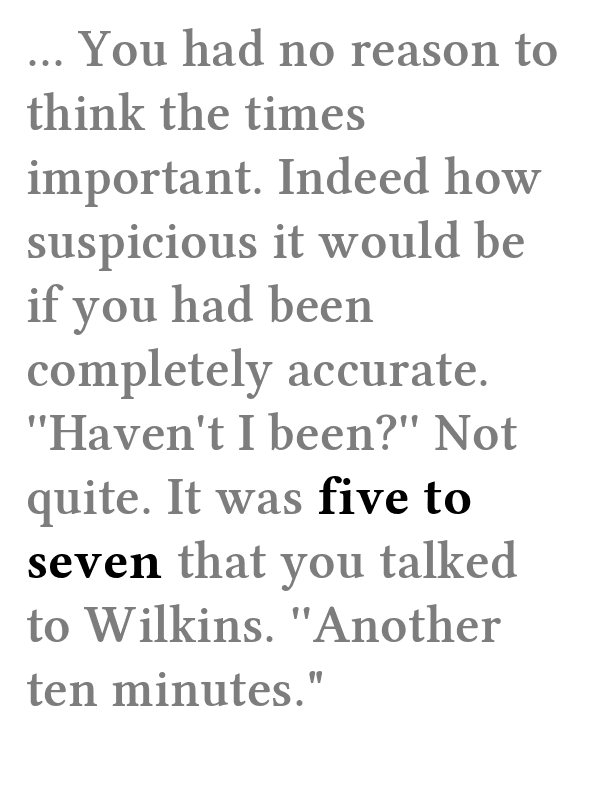 ... You had no reason to
think the times
important. Indeed how
suspicious it would be
if you had been
completely accurate.
''Haven't I been?'' Not
quite. It was five to
seven that you talked
to Wilkins. ''Another
ten minutes."